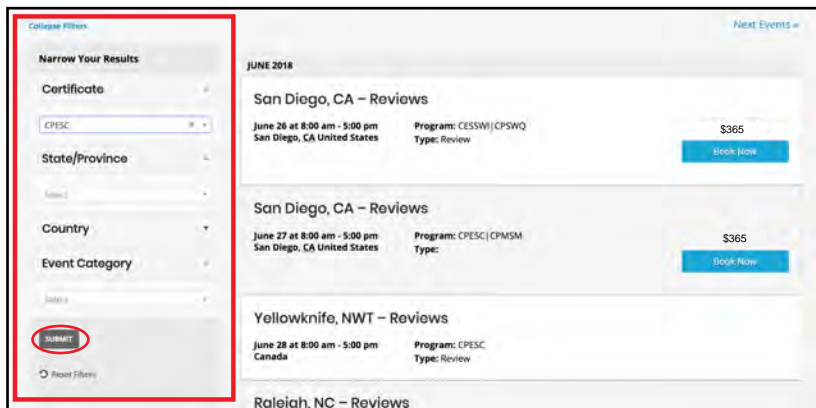 Collapse Filters
Next Events »
Narrow Your Results
Certificate
CPESC
State/Province
Select
Country
Event Category
Select
SUBMIT
Reset Filters
JUNE 2018
San Diego, CA – Reviews
June 26 at 8:00 am - 5:00 pm
San Diego, CA United States
Program: CESSWI|CPSWQ
Type: Review
$365
Book Now
San Diego, CA – Reviews
June 27 at 8:00 am - 5:00 pm
San Diego, CA United States
Program: CPESC|CPMSM
Type:
$365
Book Now
Yellowknife, NWT – Reviews
June 28 at 8:00 am - 5:00 pm
Canada
Program: CPESC
Type: Review
Raleigh, NC – Reviews